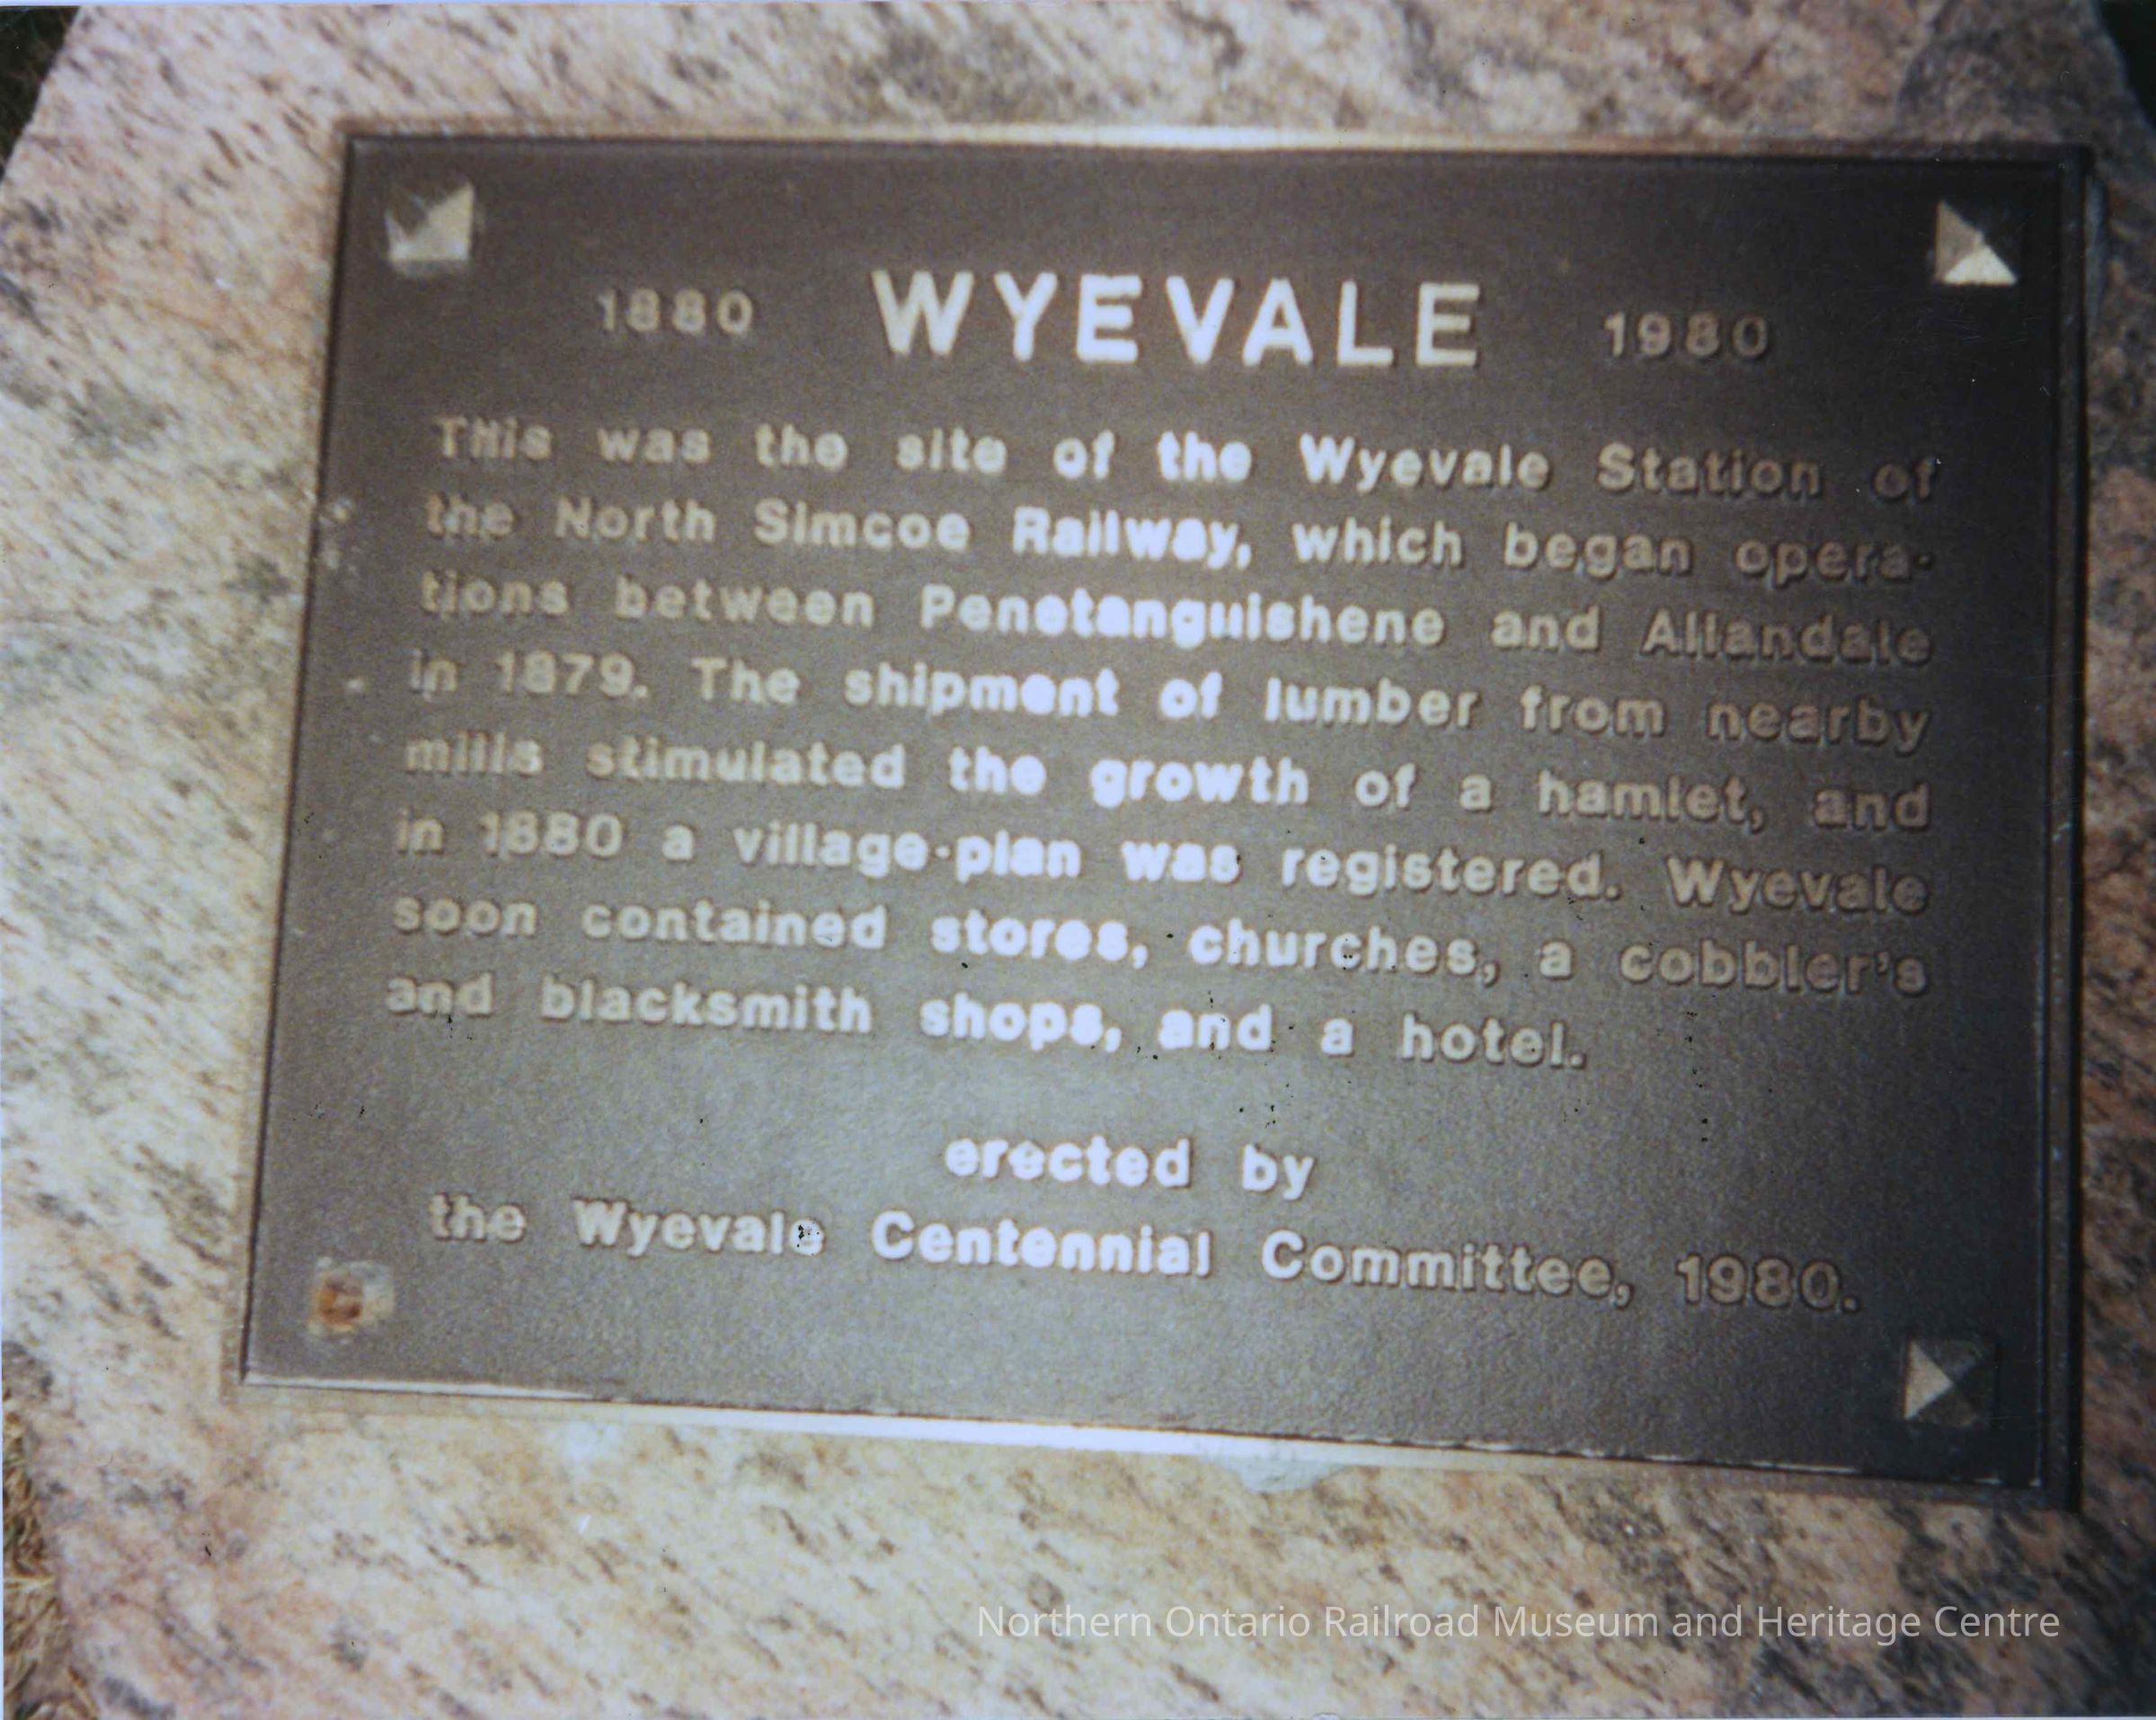 1880 WYEVALE 1980
This was the site of the Wyevale Station of
the North Simcoe Railway, which began opera-
tions between Penetanguishene and Allandale
in 1879. The shipment of lumber from nearby
mills stimulated the growth of a hamlet, and
in 1880 a village-plan was registered. Wyevale
soon contained stores, churches, a cobbler's
and blacksmith shops, and a hotel.
erected by
the Wyevale Centennial Committee, 1980.
Northern Ontario Railroad Museum and Heritage Centre